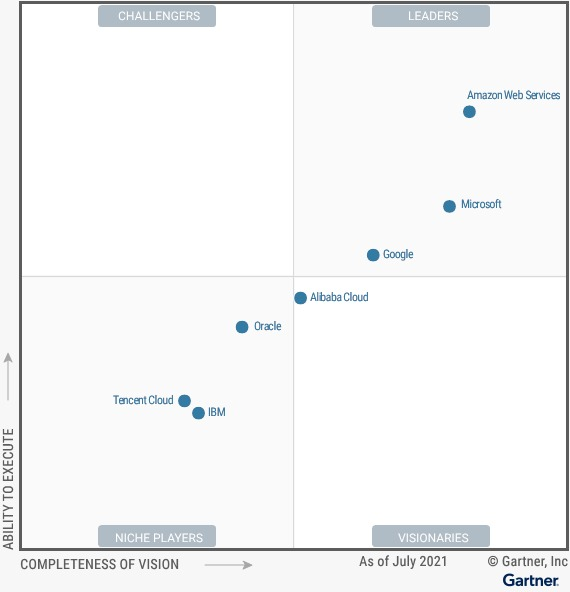 CHALLENGERS
LEADERS
Amazon Web Services
Microsoft
Google
Alibaba Cloud
Oracle
Tencent Cloud
IBM
ABILITY TO EXECUTE
NICHE PLAYERS
VISIONARIES
COMPLETENESS OF VISION
As of July 2021
© Gartner, Inc
Gartner